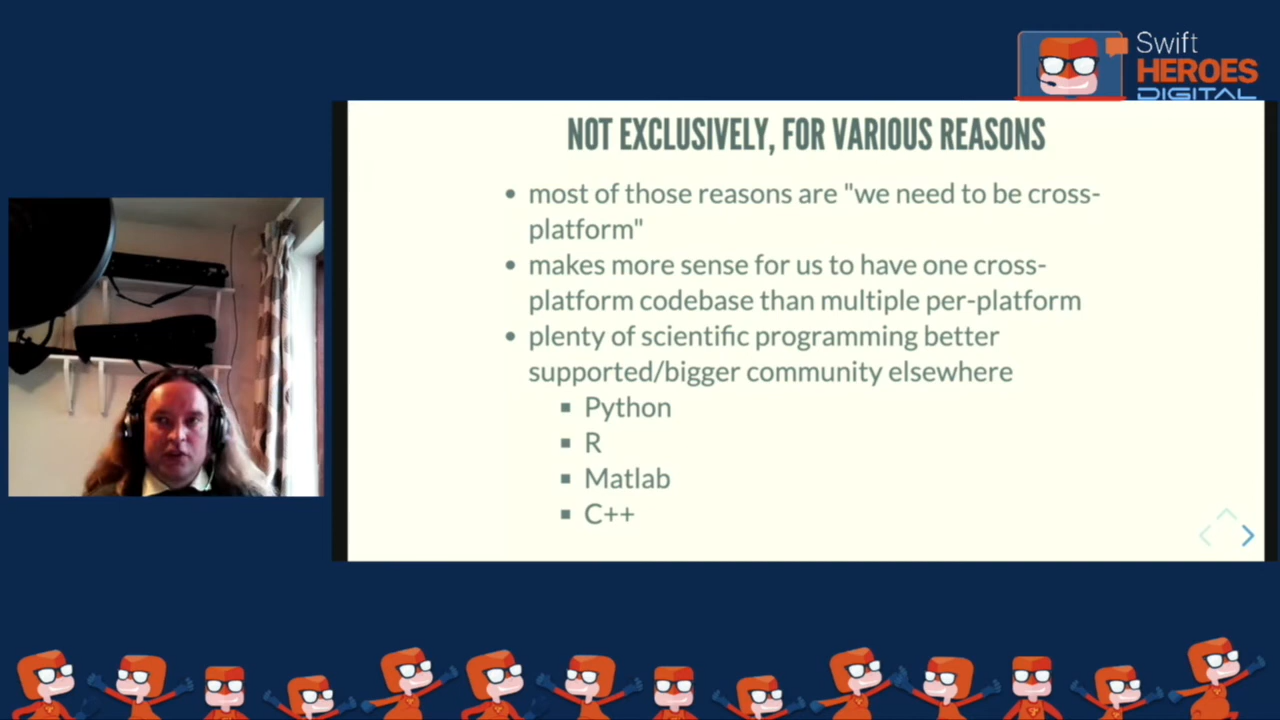 Swift
HEROES
DIGITAL
NOT EXCLUSIVELY, FOR VARIOUS REASONS
most of those reasons are "we need to be cross-
platform"
makes more sense for us to have one cross-
platform codebase than multiple per-platform
plenty of scientific programming better
supported/bigger community elsewhere
Python
R
Matlab
C++